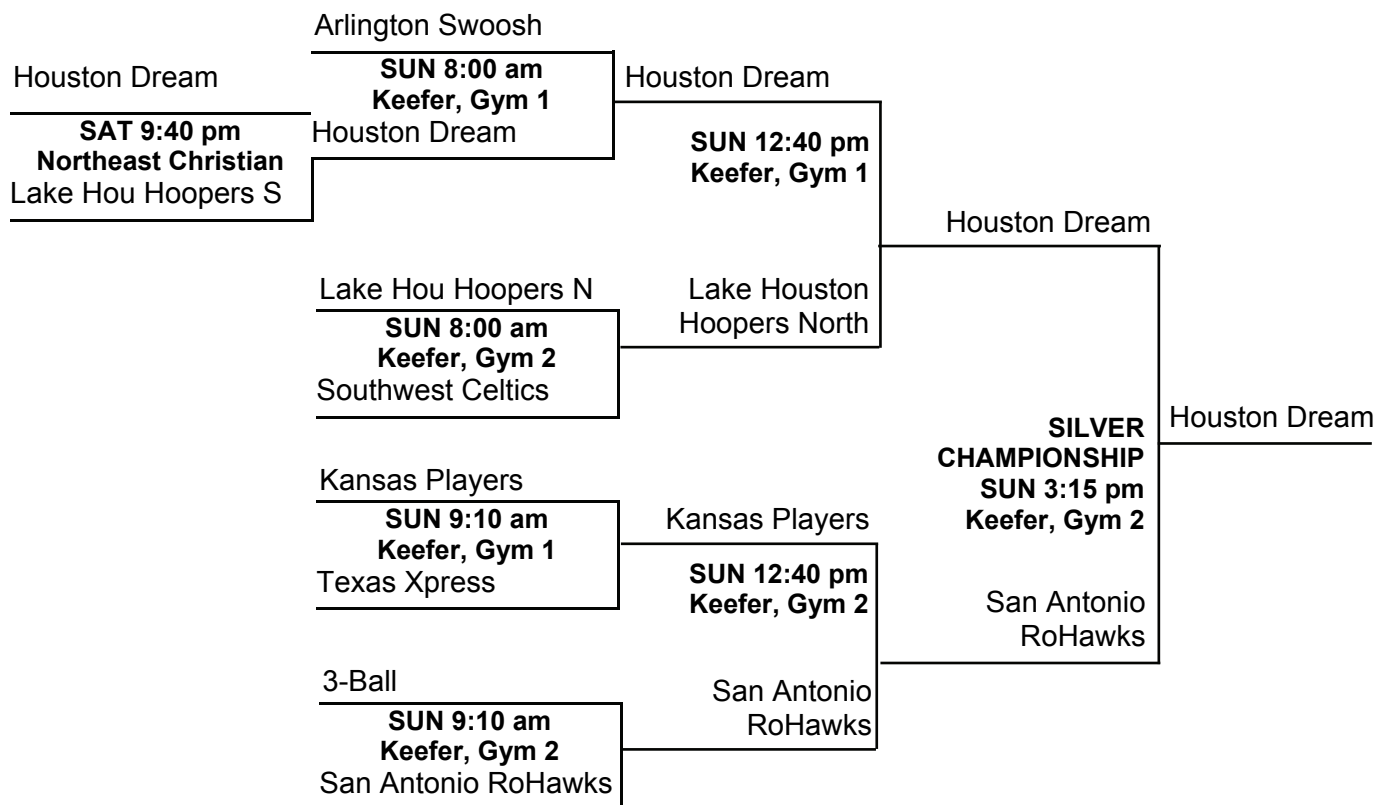 Arlington Swoosh
Houston Dream
SUN 8:00 am
Keefer, Gym 1
Houston Dream
SAT 9:40 pm
Northeast Christian
Houston Dream
Lake Hou Hoopers S
SUN 12:40 pm
Keefer, Gym 1
Houston Dream
Lake Hou Hoopers N
Lake Houston
Hoopers North
SUN 8:00 am
Keefer, Gym 2
Southwest Celtics
SILVER
CHAMPIONSHIP
SUN 3:15 pm
Keefer, Gym 2
Houston Dream
Kansas Players
SUN 9:10 am
Keefer, Gym 1
Texas Xpress
Kansas Players
SUN 12:40 pm
Keefer, Gym 2
San Antonio
RoHawks
3-Ball
SUN 9:10 am
Keefer, Gym 2
San Antonio RoHawks
San Antonio
RoHawks